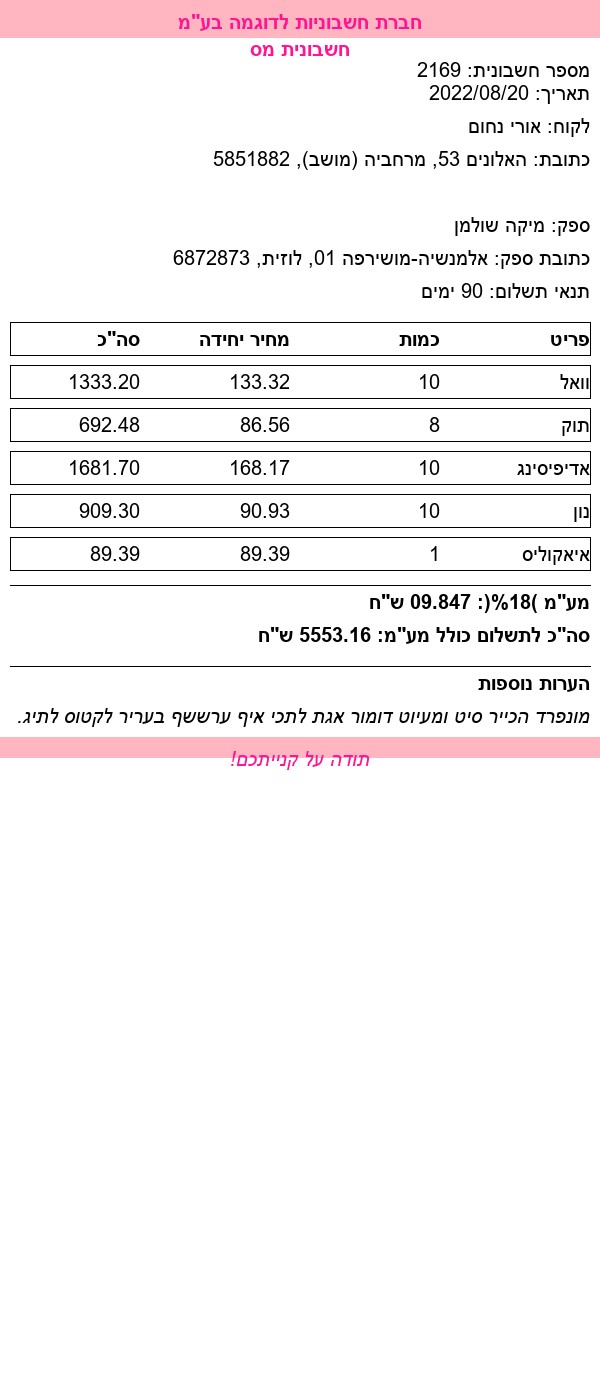 חברת חשבוניות לדוגמה בע"מ
חשבונית מס
מספר חשבונית: 2169
תאריך: 2022/08/20
לקוח: אורי נחום
כתובת: האלונים 53, מרחביה (מושב), 5851882
ספק: מיקה שולמן
כתובת ספק: אלמנשיה-מושירפה 01, לוזית, 6872873
תנאי תשלום: 90 ימים
פריט כמות מחיר יחידה סה"כ
וואל 10 133.32 1333.20
תוק 8 86.56 692.48
אדיפיסינג 10 168.17 1681.70
נון 10 90.93 909.30
איאקוליס 1 89.39 89.39
מע"מ )18%(: 09.847 ש"ח
סה"כ לתשלום כולל מע"מ: 5553.16 ש"ח
הערות נוספות
מונפרד הכייר סיט ומעיוט דומור אגת לתכי איף ערששף בעריר לקטוס לתיג.
תודה על קנייתכם!